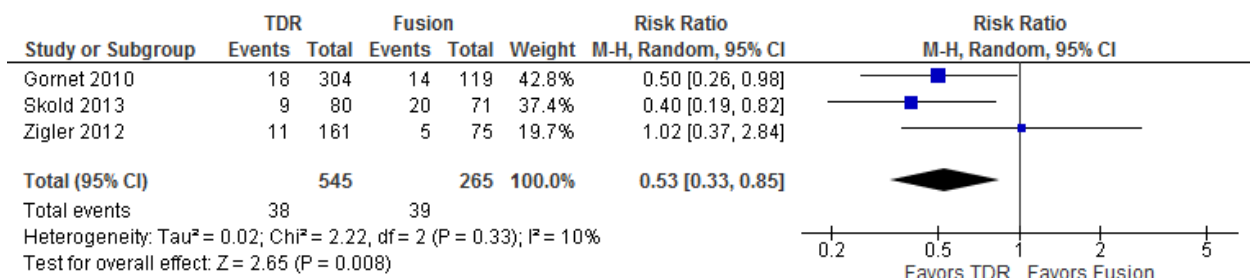 TDR Fusion Risk Ratio Risk Ratio
Study or Subgroup Events Total Events Total Weight M-H, Random, 95% CI M-H, Random, 95% CI
Gornet 2010 18 304 14 119 42.8% 0.50 [0.26, 0.98]
Skold 2013 9 80 20 71 37.4% 0.40 [0.19, 0.82]
Zigler 2012 11 161 5 75 19.7% 1.02 [0.37, 2.84]
Total (95% CI) 545 265 100.0% 0.53 [0.33, 0.85]
Total events 38 39
Heterogeneity: Tau² = 0.02; Chi² = 2.22, df = 2 (P = 0.33); I² = 10%
Test for overall effect: Z = 2.65 (P = 0.008)
0.2 0.5 1 2 5
Favors TDR Favors Fusion